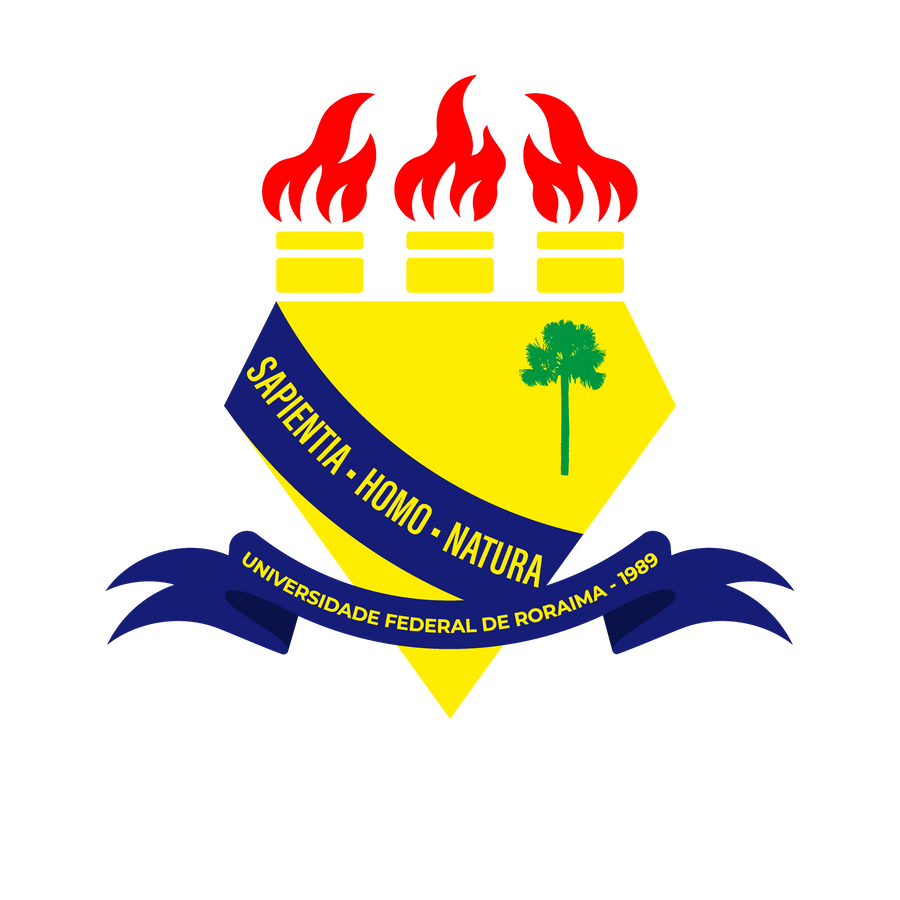 SAPIENTIA · HOMO · NATURA
UNIVERSIDADE FEDERAL DE RORAIMA - 1989